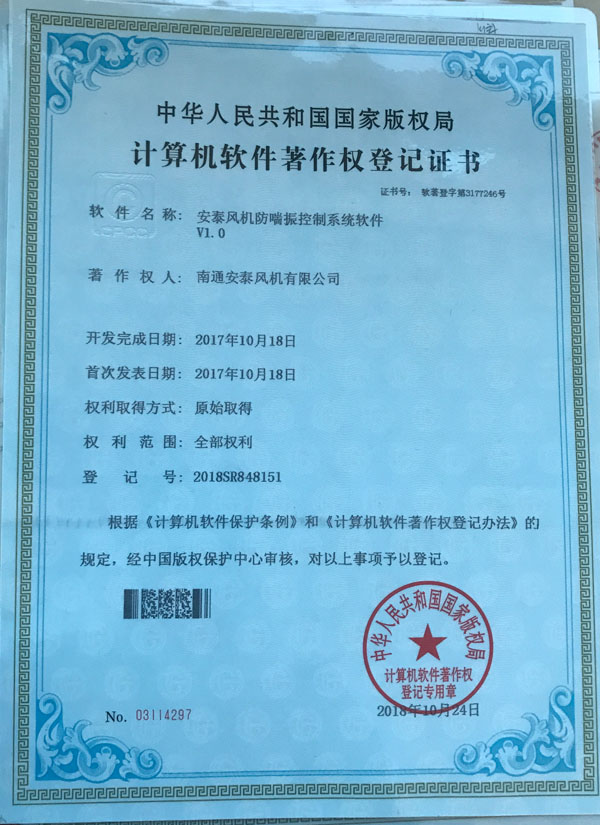 中华人民共和国国家版权局
计算机软件著作权登记证书
证书号： 软著登字第3177246号
软件名称： 安泰风机防喘振控制系统软件
V1.0
著作权人： 南通安泰风机有限公司
开发完成日期： 2017年10月18日
首次发表日期： 2017年10月18日
权利取得方式： 原始取得
权利范围： 全部权利
登记号： 2018SR848151
根据《计算机软件保护条例》和《计算机软件著作权登记办法》的
规定，经中国版权保护中心审核，对以上事项予以登记。
中华人民共和国国家版权局
计算机软件著作权
登记专用章
No. 03114297
2018年10月24日
CPCC